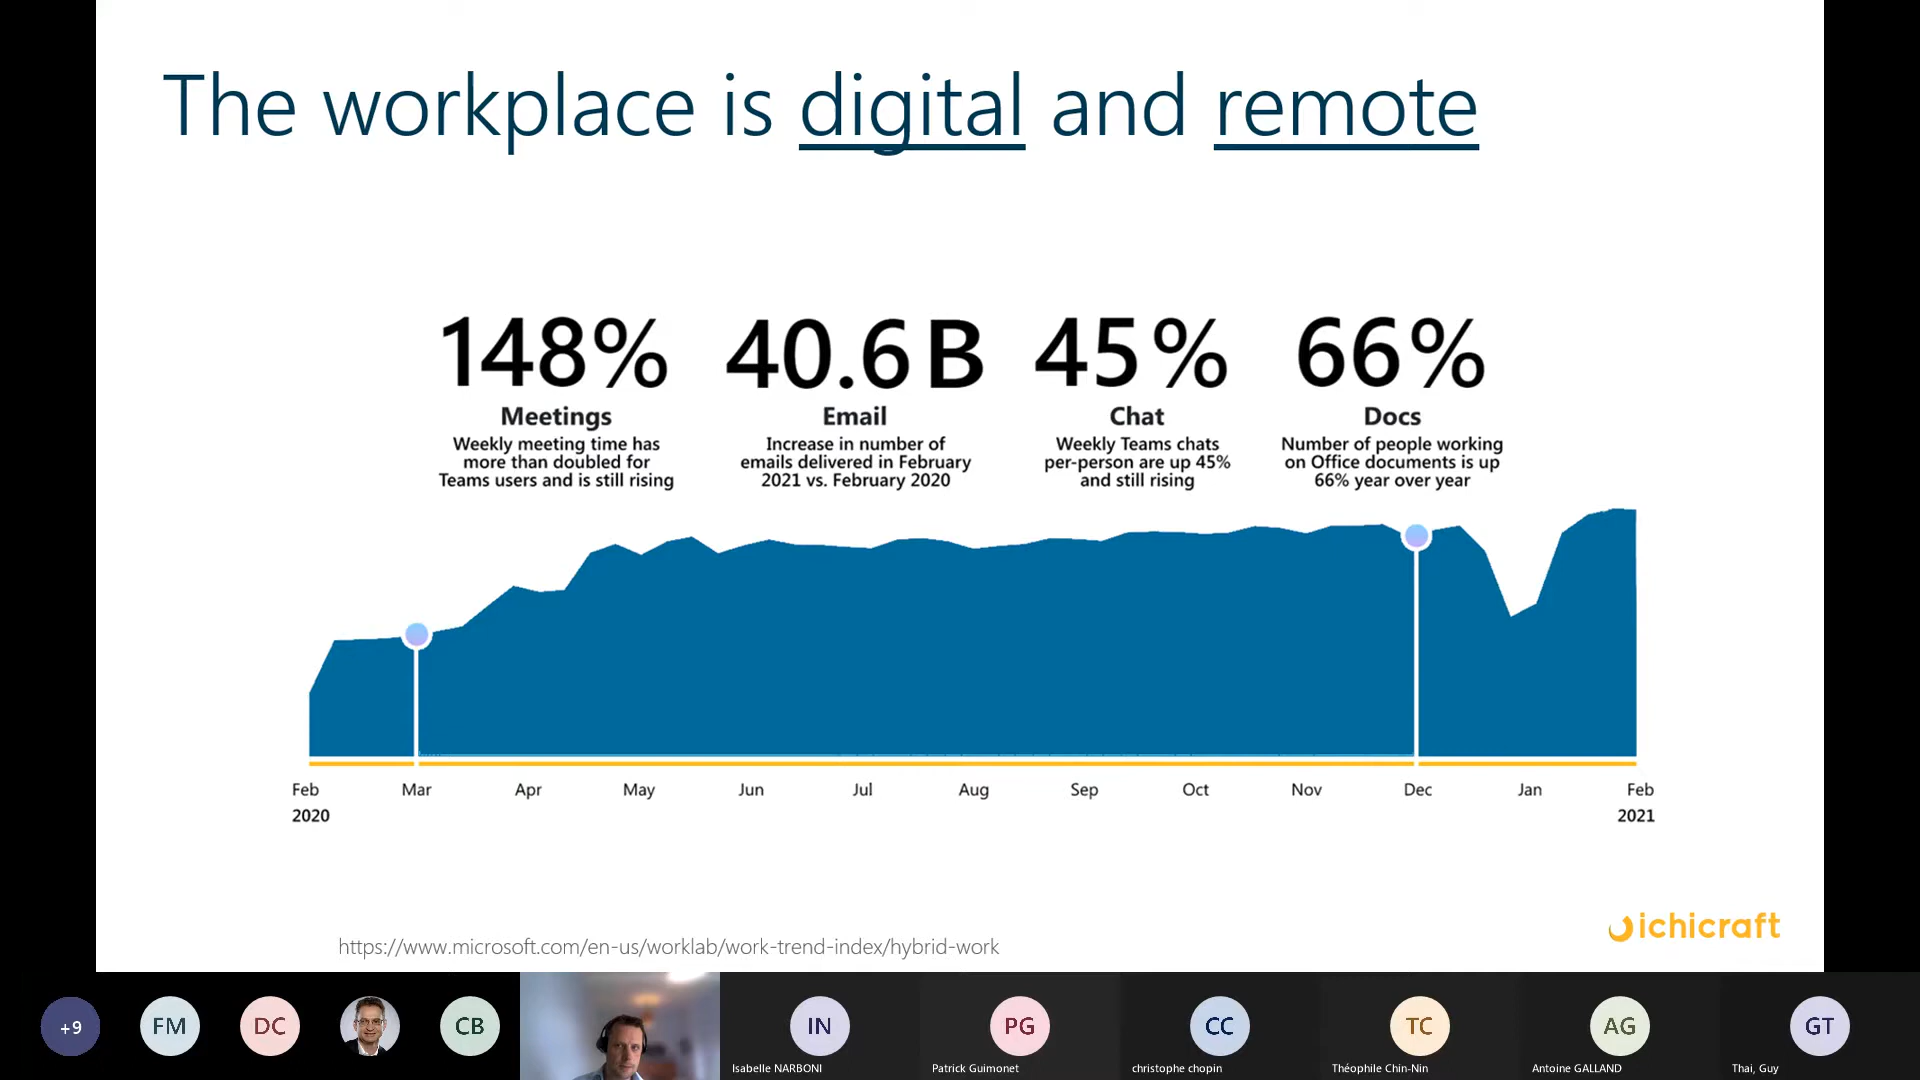 The workplace is digital and remote
148% 40.6 B 45% 66%
Meetings
Weekly meeting time has
more than doubled for
Teams users and is still rising
Email
Increase in number of
emails delivered in February
2021 vs. February 2020
Chat
Weekly Teams chats
per-person are up 45%
and still rising
Docs
Number of people working
on Office documents is up
66% year over year
Feb Mar Apr May Jun Jul Aug Sep Oct Nov Dec Jan Feb
2020 2021
ichicraft
https://www.microsoft.com/en-us/worklab/work-trend-index/hybrid-work
+9 FM DC CB IN PG CC TC AG GT
Isabelle NARBONI Patrick Guimonet christophe chopin Théophile Chin-Nin Antoine GALLAND Thai, Guy